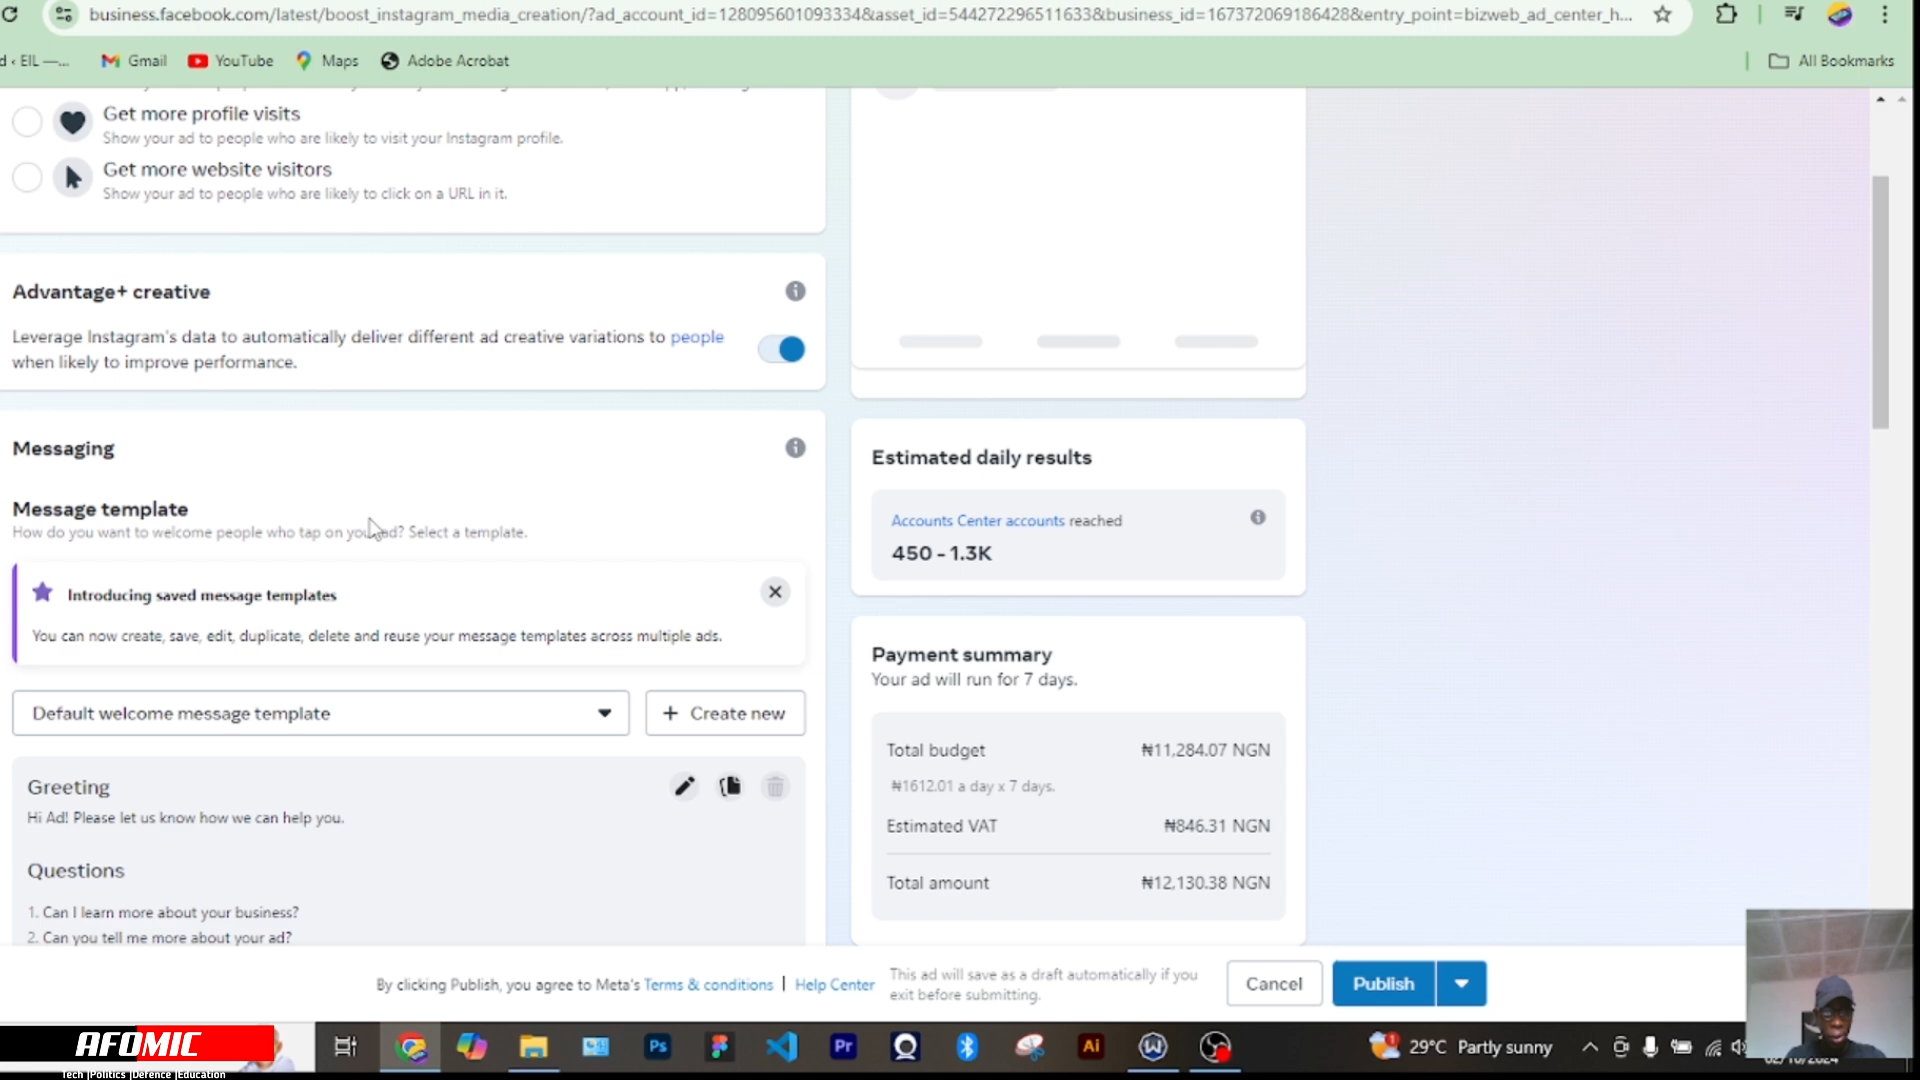 business.facebook.com/latest/boost_instagram_media_creation/?ad_account_id=128095601093334&asset_id=544272296511633&business_id=167372069186428&entry_point=bizweb_ad_center_h...
d ‹ EIL —...
Gmail
YouTube
Maps
Adobe Acrobat
All Bookmarks
Get more profile visits
Show your ad to people who are likely to visit your Instagram profile.
Get more website visitors
Show your ad to people who are likely to click on a URL in it.
Advantage+ creative
Leverage Instagram's data to automatically deliver different ad creative variations to people
when likely to improve performance.
Messaging
Message template
How do you want to welcome people who tap on your ad? Select a template.
Introducing saved message templates
You can now create, save, edit, duplicate, delete and reuse your message templates across multiple ads.
Default welcome message template
+ Create new
Greeting
Hi Ad! Please let us know how we can help you.
Questions
1. Can I learn more about your business?
2. Can you tell me more about your ad?
Estimated daily results
Accounts Center accounts reached
450 - 1.3K
Payment summary
Your ad will run for 7 days.
Total budget ₦11,284.07 NGN
₦1612.01 a day x 7 days.
Estimated VAT ₦846.31 NGN
Total amount ₦12,130.38 NGN
By clicking Publish, you agree to Meta's Terms & conditions | Help Center
This ad will save as a draft automatically if you
exit before submitting.
Cancel
Publish
AFOMIC
Tech |Politics |Defence |Education
Ps
Pr
Ai
29°C Partly sunny